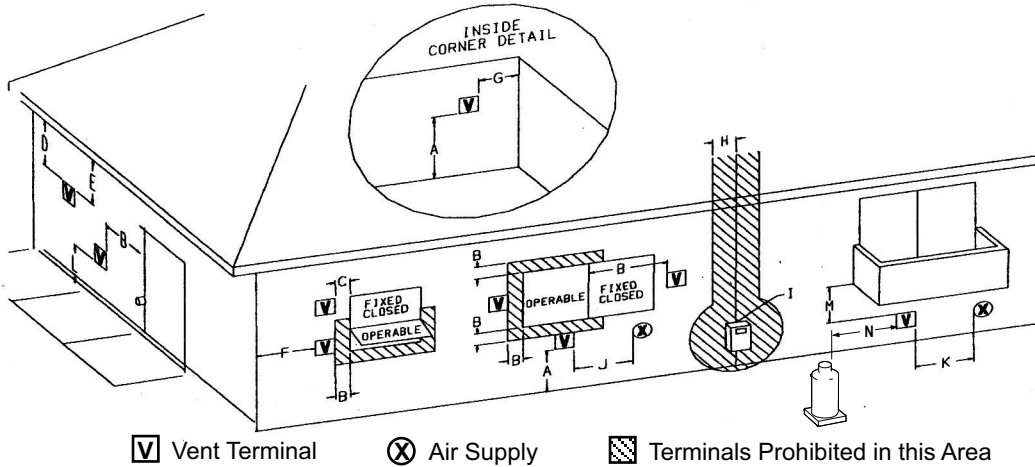 INSIDE
CORNER DETAIL
G
V
A
H
D
E
V
B
V
L
C
V
FIXED
CLOSED
OPERABLE
F
V
B
B
B
V
OPERABLE
FIXED
CLOSED
V
B
B
V
A
J
X
I
M
N
V
K
X
V Vent Terminal
X Air Supply
Terminals Prohibited in this Area